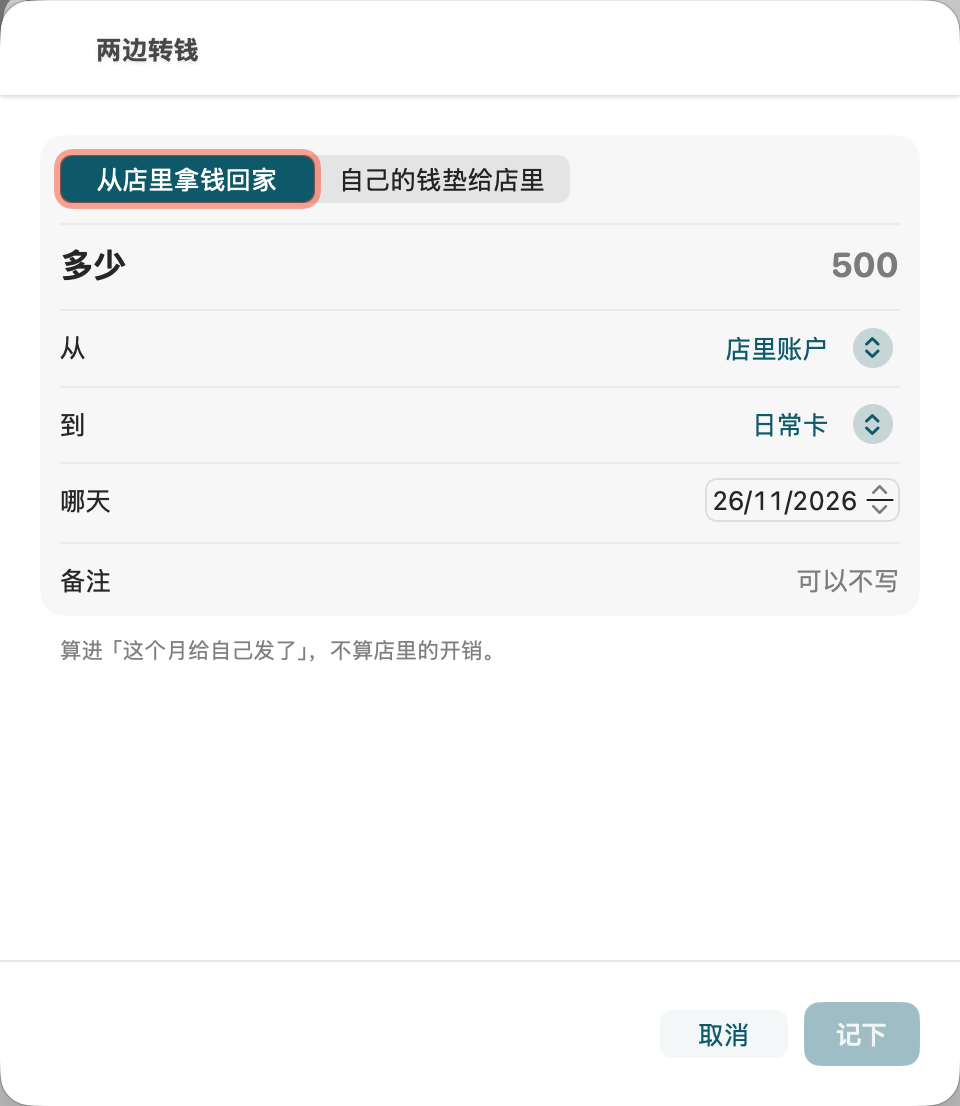 两边转钱
从店里拿钱回家 自己的钱垫给店里
多少 500
从 店里账户
到 日常卡
哪天 26/11/2026
备注 可以不写
算进「这个月给自己发了」，不算店里的开销。
取消 记下